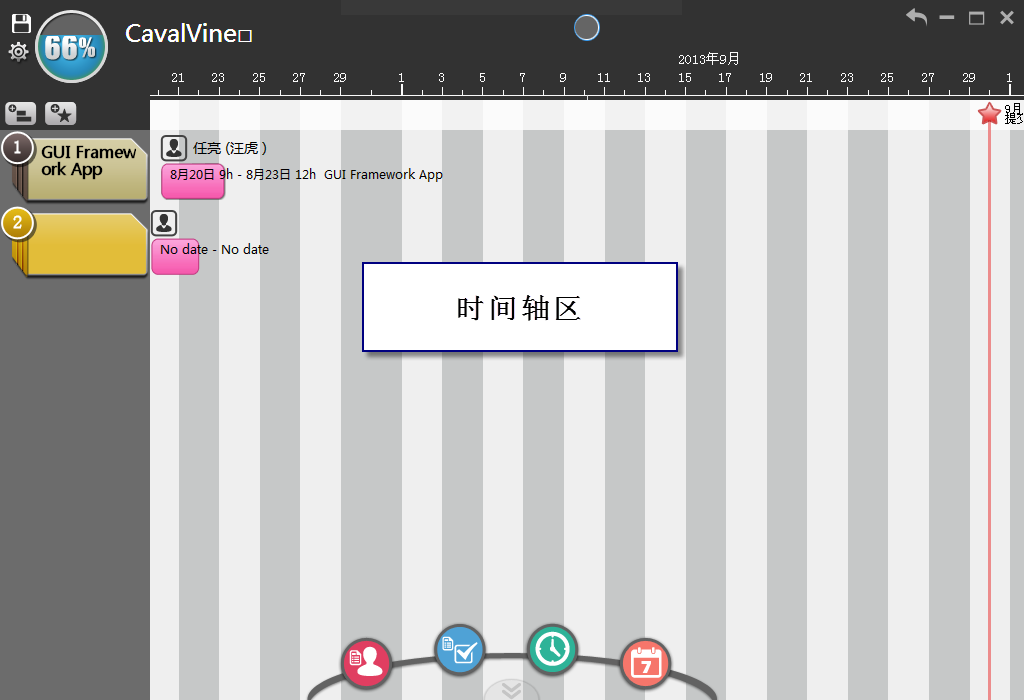 66%
CavalVine□
2013年9月
21 23 25 27 29 1 3 5 7 9 11 13 15 17 19 21 23 25 27 29 1
9月
1
GUI Framew
ork App
任亮 (汪虎 )
8月20日 9h - 8月23日 12h GUI Framework App
2
No date - No date
时间轴区
7